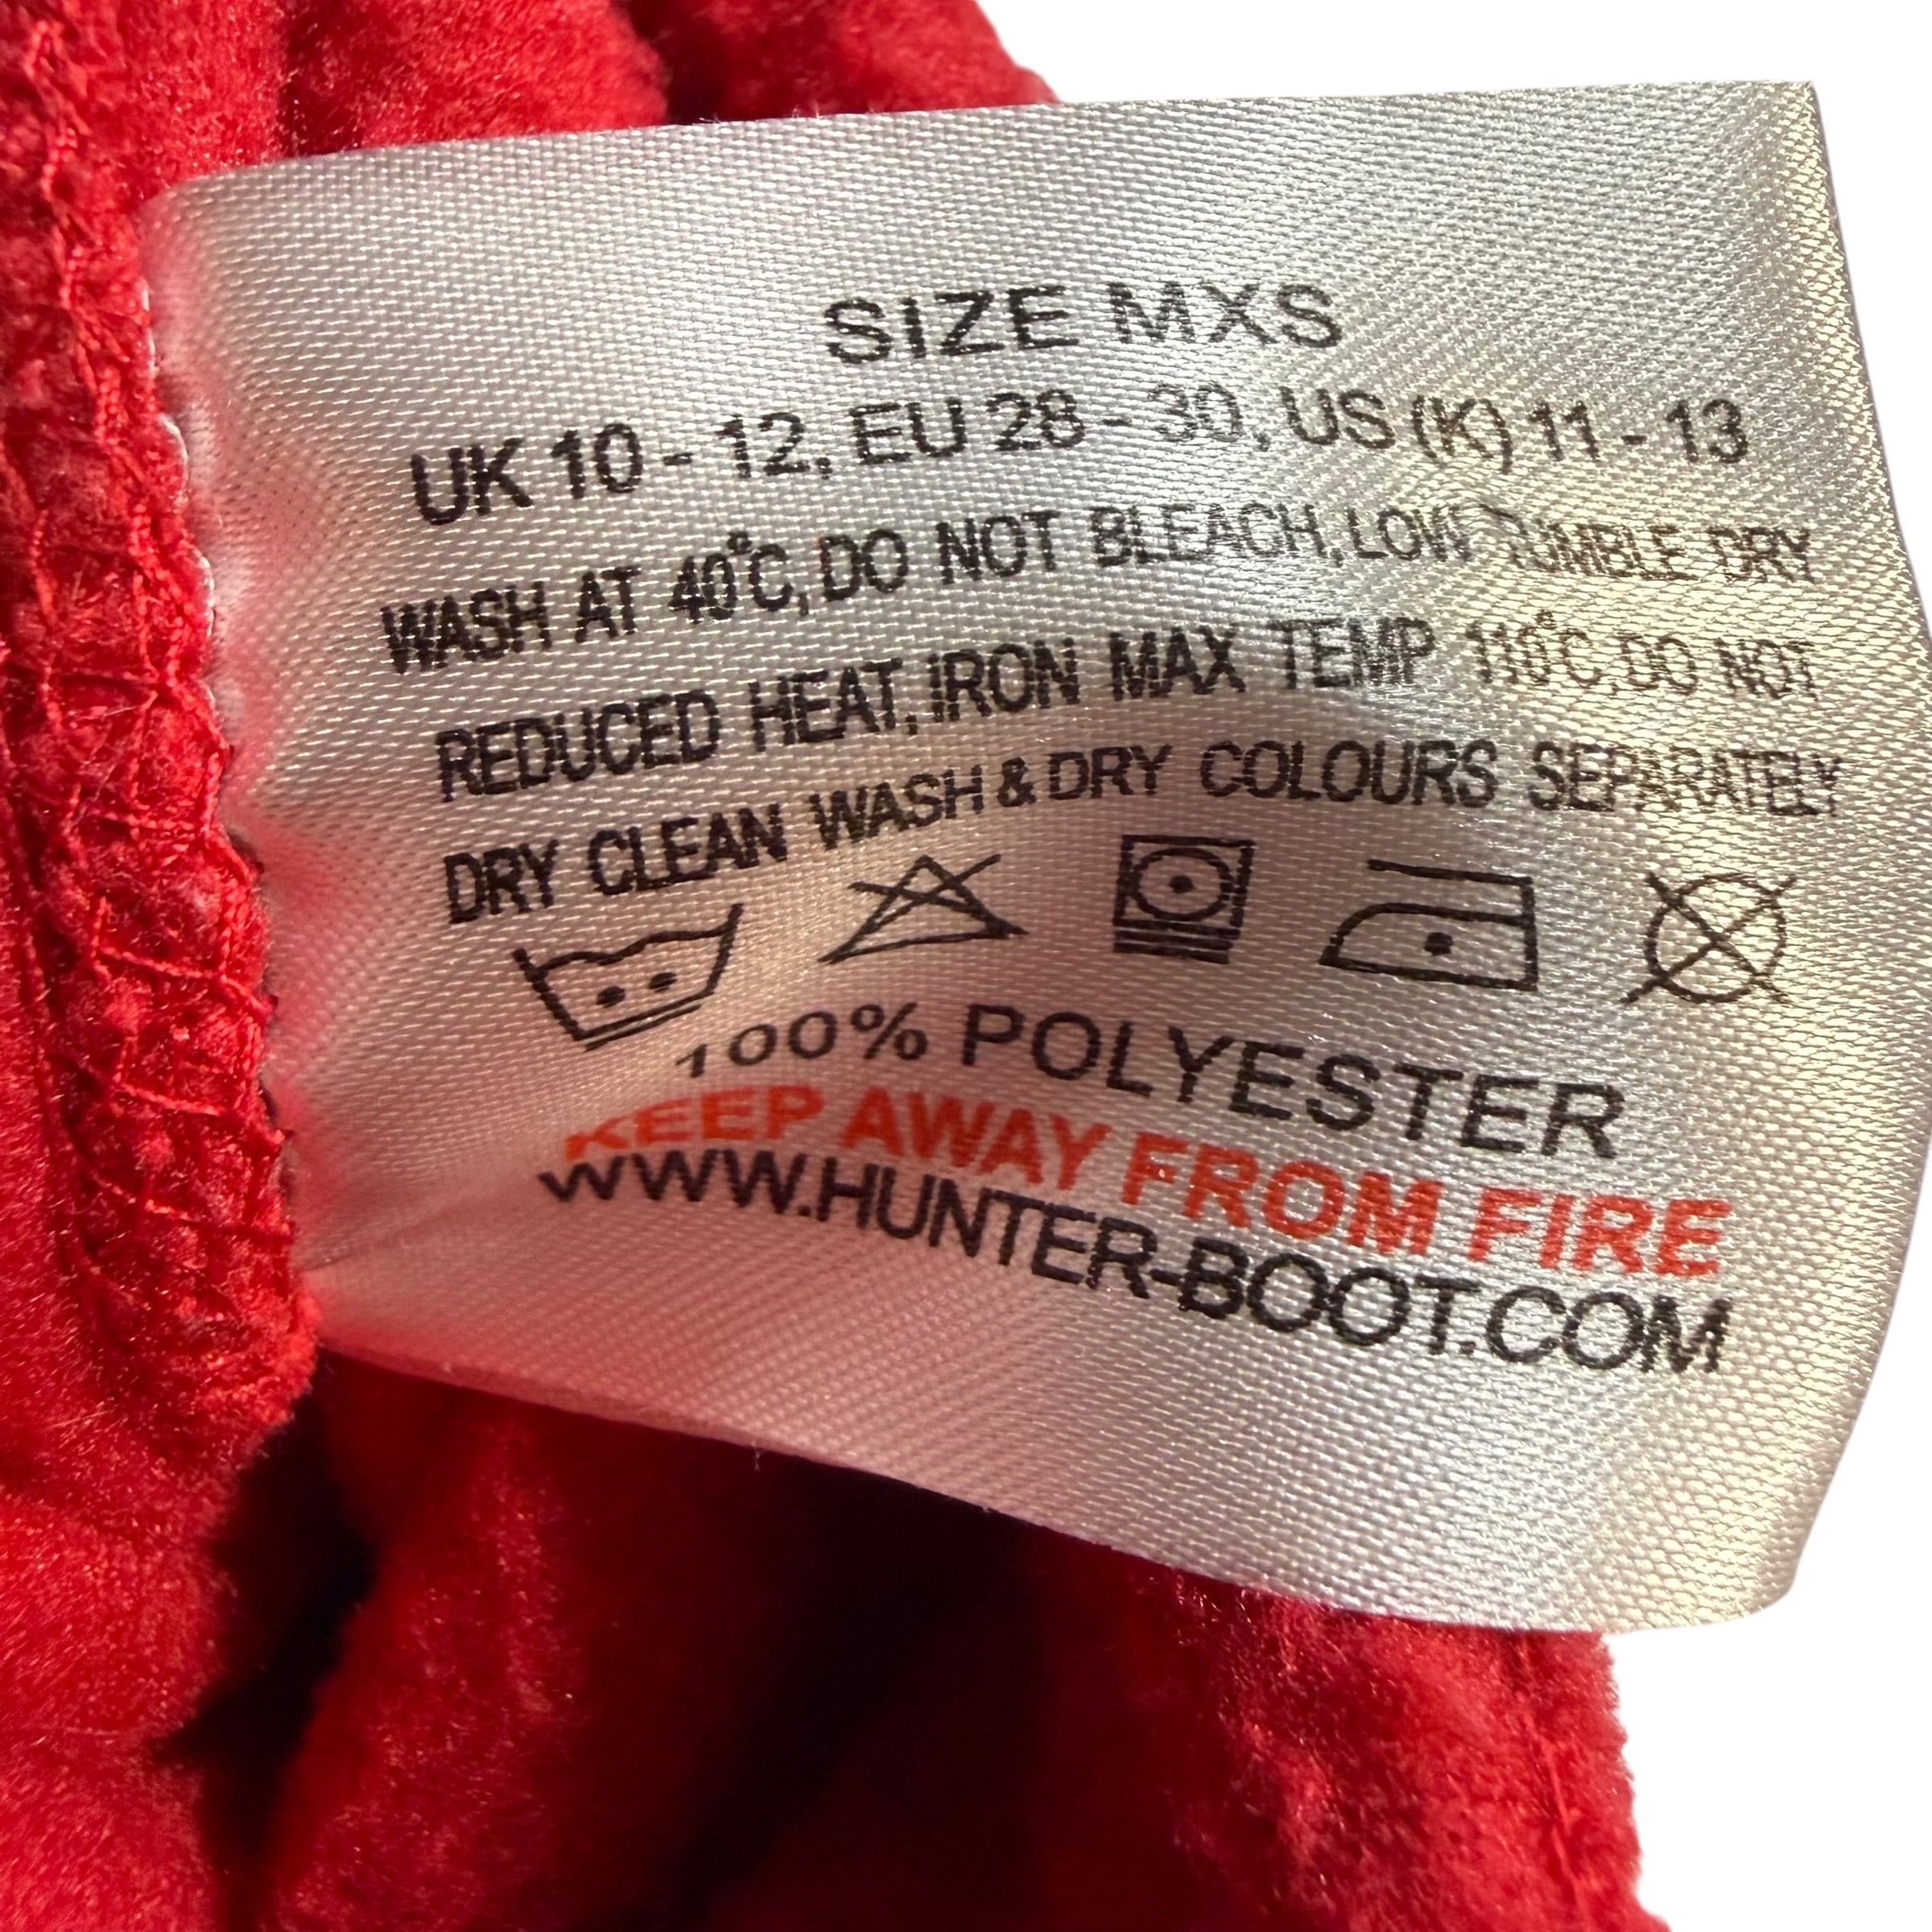 SIZE MXS
UK 10 - 12, EU 28 - 30, US (K) 11 - 13
WASH AT 40°C, DO NOT BLEACH, LOW TUMBLE DRY
REDUCED HEAT, IRON MAX TEMP 110°C, DO NOT
DRY CLEAN WASH & DRY COLOURS SEPARATELY
100% POLYESTER
KEEP AWAY FROM FIRE
WWW.HUNTER-BOOT.COM